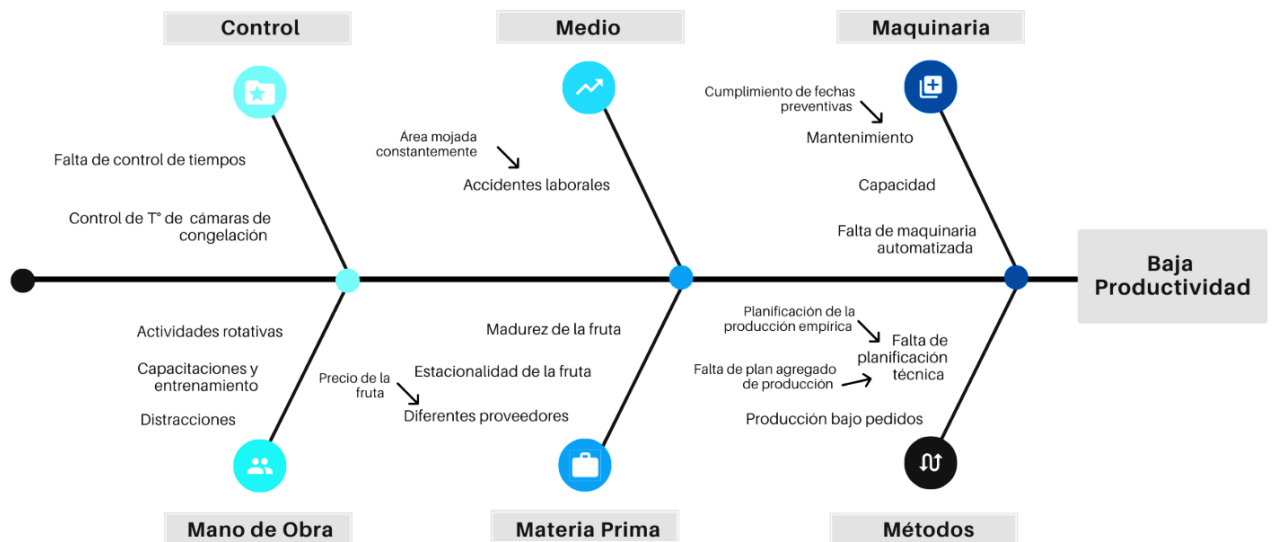 Control
Medio
Maquinaria
Falta de control de tiempos
Control de T° de cámaras de
congelación
Área mojada
constantemente
Accidentes laborales
Cumplimiento de fechas
preventivas
Mantenimiento
Capacidad
Falta de maquinaria
automatizada
Baja
Productividad
Actividades rotativas
Capacitaciones y
entrenamiento
Distracciones
Madurez de la fruta
Estacionalidad de la fruta
Precio de la
fruta
Diferentes proveedores
Planificación de la
producción empírica
Falta de plan agregado
de producción
Falta de
planificación
técnica
Producción bajo pedidos
Mano de Obra
Materia Prima
Métodos